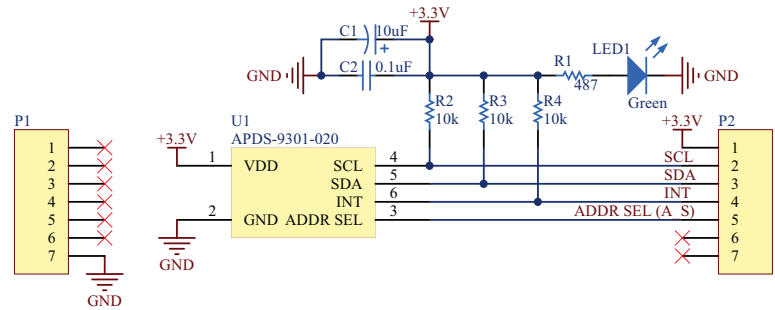 +3.3V
C1 10uF
+
C2 0.1uF
GND
R1
487
LED1
Green
GND
R2
10k
R3
10k
R4
10k
P1
1
2
3
4
5
6
7
GND
+3.3V
U1
APDS-9301-020
1 VDD SCL 4
SDA 5
INT 6
2 GND ADDR SEL 3
GND
+3.3V
P2
1
SCL 2
SDA 3
INT 4
ADDR SEL (A_S) 5
6
7